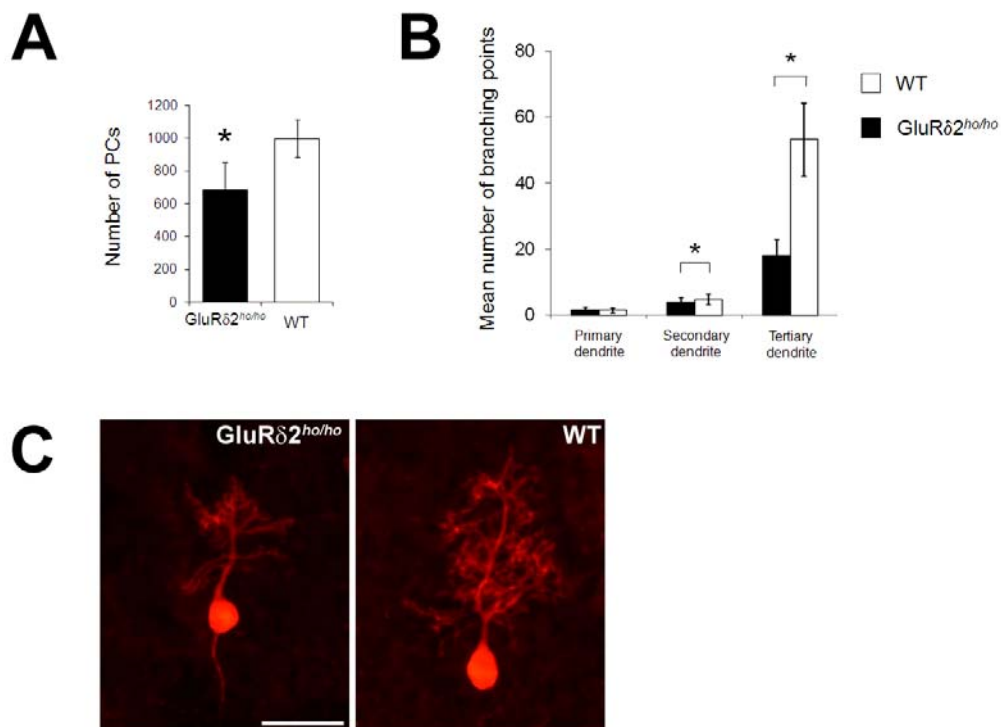 A
Number of PCs
1200
1000
800
600
400
200
0
*
GluRδ2ho/ho
WT
B
Mean number of branching points
80
60
40
20
0
*
*
Primary
dendrite
Secondary
dendrite
Tertiary
dendrite
WT
GluRδ2ho/ho
C
GluRδ2ho/ho
WT